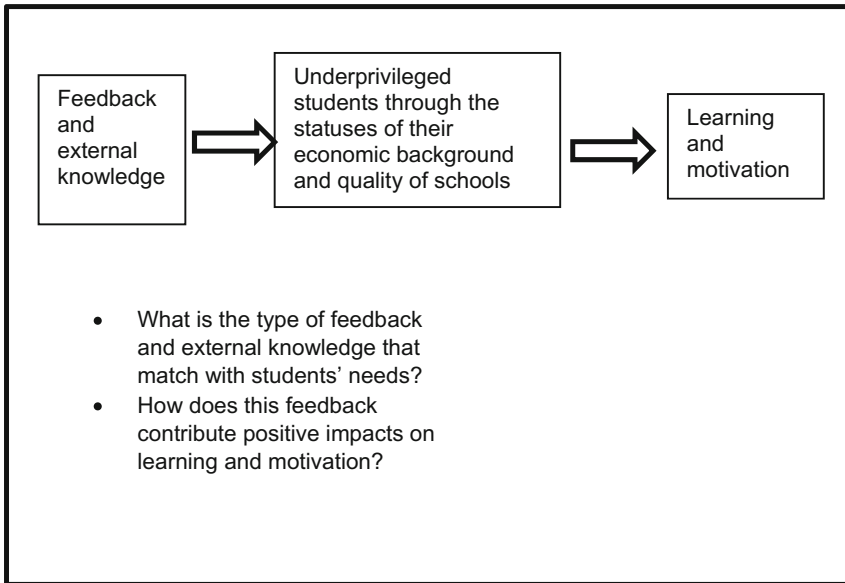 Feedback
and
external
knowledge
Underprivileged
students through the
statuses of their
economic background
and quality of schools
Learning
and
motivation
• What is the type of feedback
and external knowledge that
match with students’ needs?
• How does this feedback
contribute positive impacts on
learning and motivation?